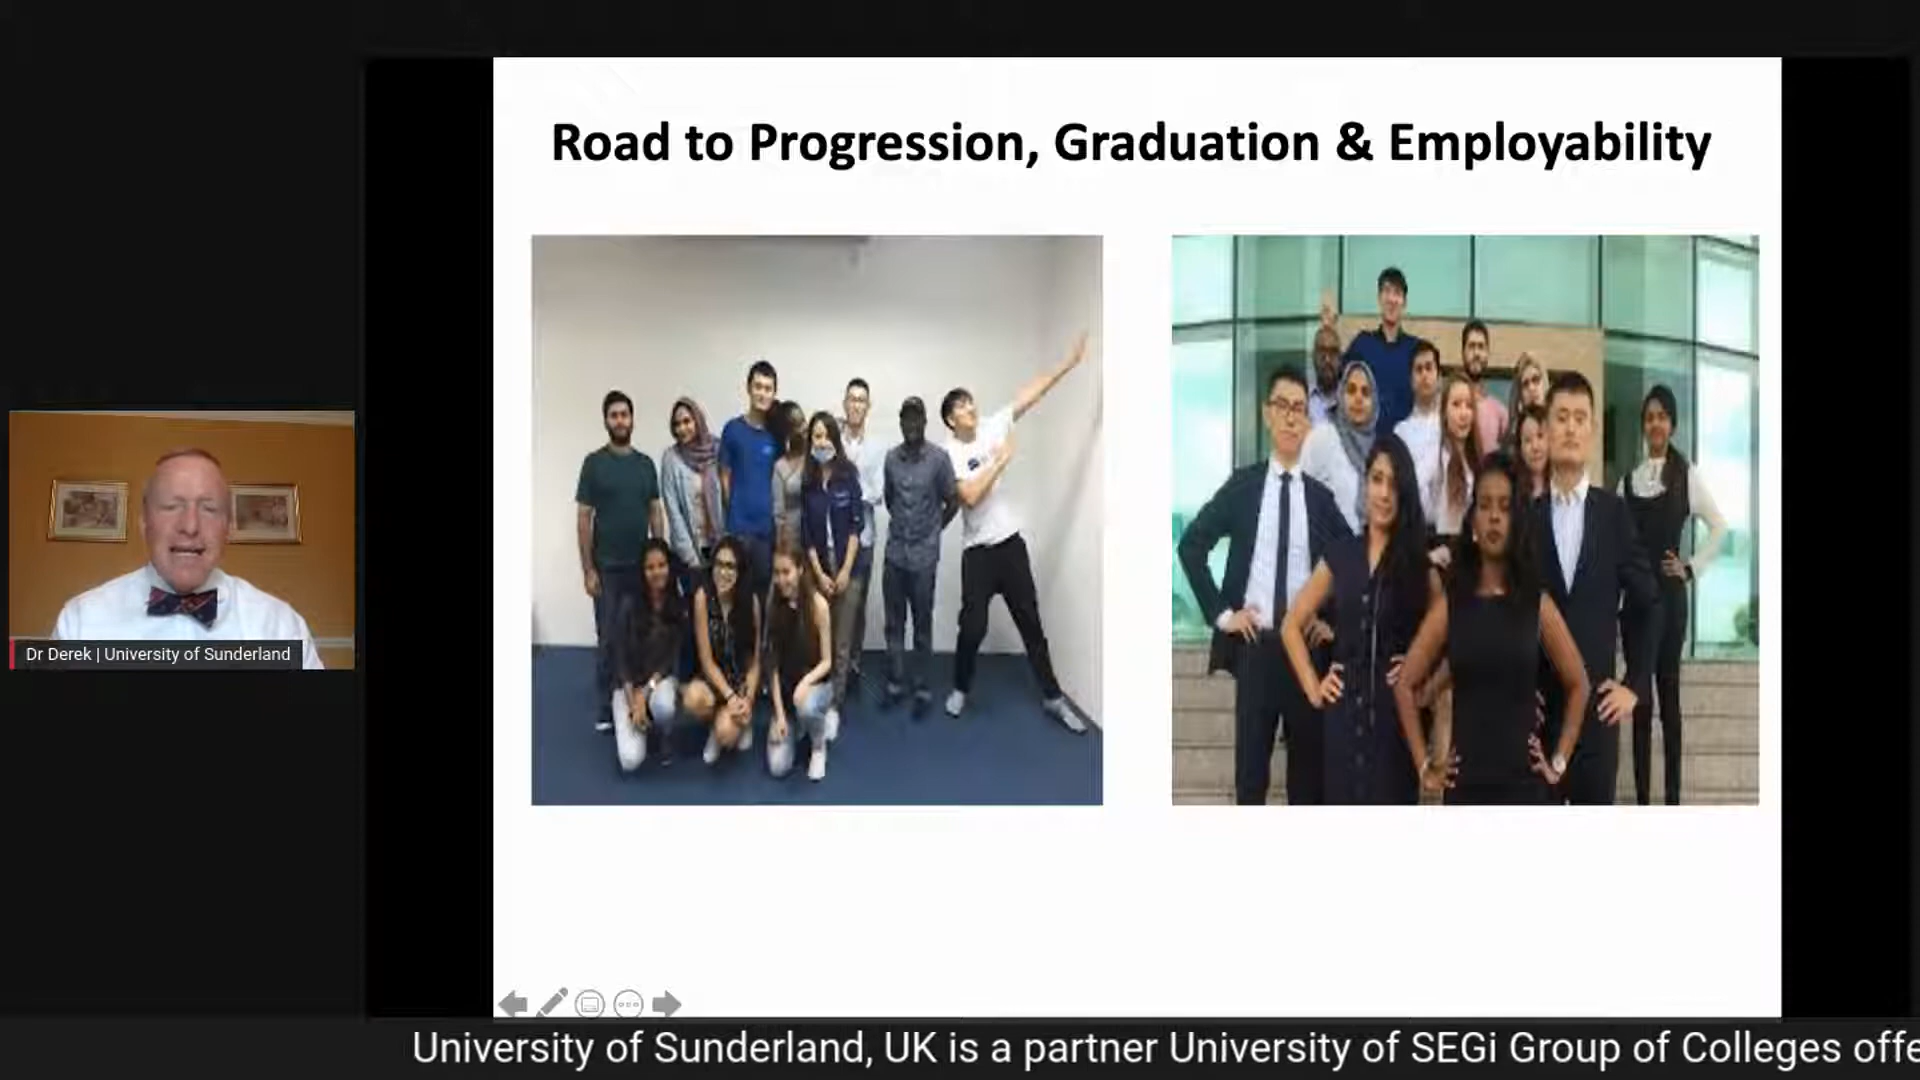 Road to Progression, Graduation & Employability
Dr Derek | University of Sunderland
University of Sunderland, UK is a partner University of SEGi Group of Colleges offe